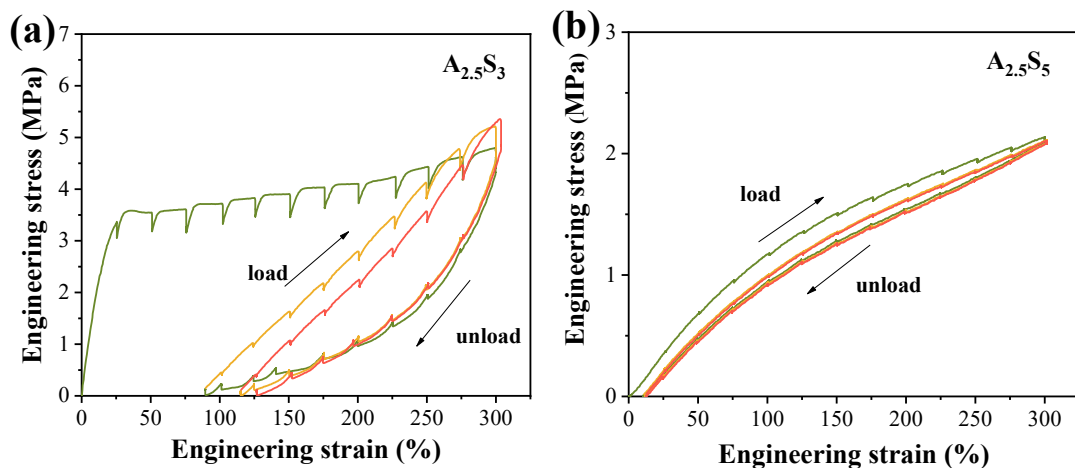 (a)
A2.5S3
Engineering stress (MPa)
7
6
5
4
3
2
1
0
load
unload
0 50 100 150 200 250 300
Engineering strain (%)
(b)
A2.5S5
Engineering stress (MPa)
3
2
1
0
load
unload
0 50 100 150 200 250 300
Engineering strain (%)